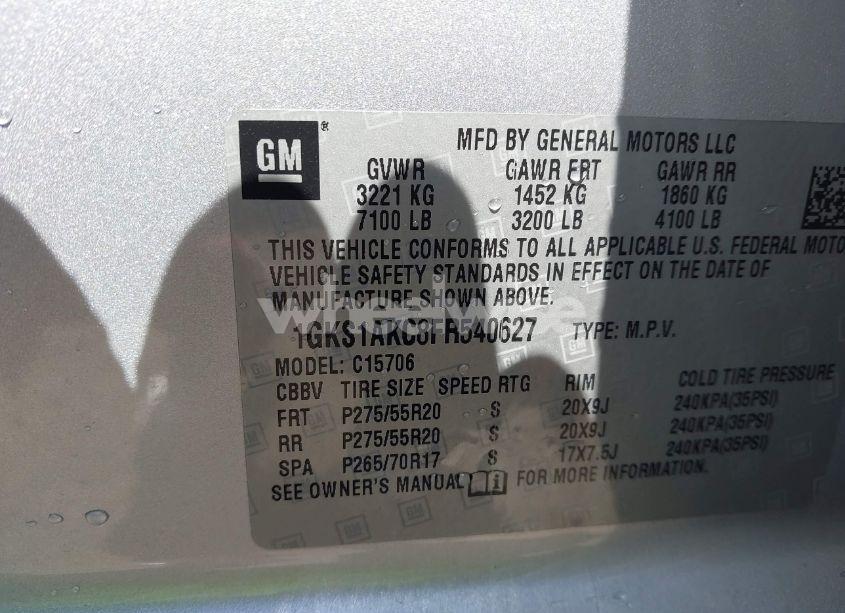 GM
MFD BY GENERAL MOTORS LLC
GVWR GAWR FRT GAWR RR
3221 KG 1452 KG 1860 KG
7100 LB 3200 LB 4100 LB
THIS VEHICLE CONFORMS TO ALL APPLICABLE U.S. FEDERAL MOTO
VEHICLE SAFETY STANDARDS IN EFFECT ON THE DATE OF
MANUFACTURE SHOWN ABOVE.
TYPE: M.P.V.
MODEL: C15706
CBBV TIRE SIZE SPEED RTG RIM COLD TIRE PRESSURE
FRT P275/55R20 S 20X9J 240KPA(35PSI)
RR P275/55R20 S 20X9J 240KPA(35PSI)
SPA P265/70R17 S 17X7.5J 240KPA(35PSI)
SEE OWNER'S MANUAL FOR MORE INFORMATION.